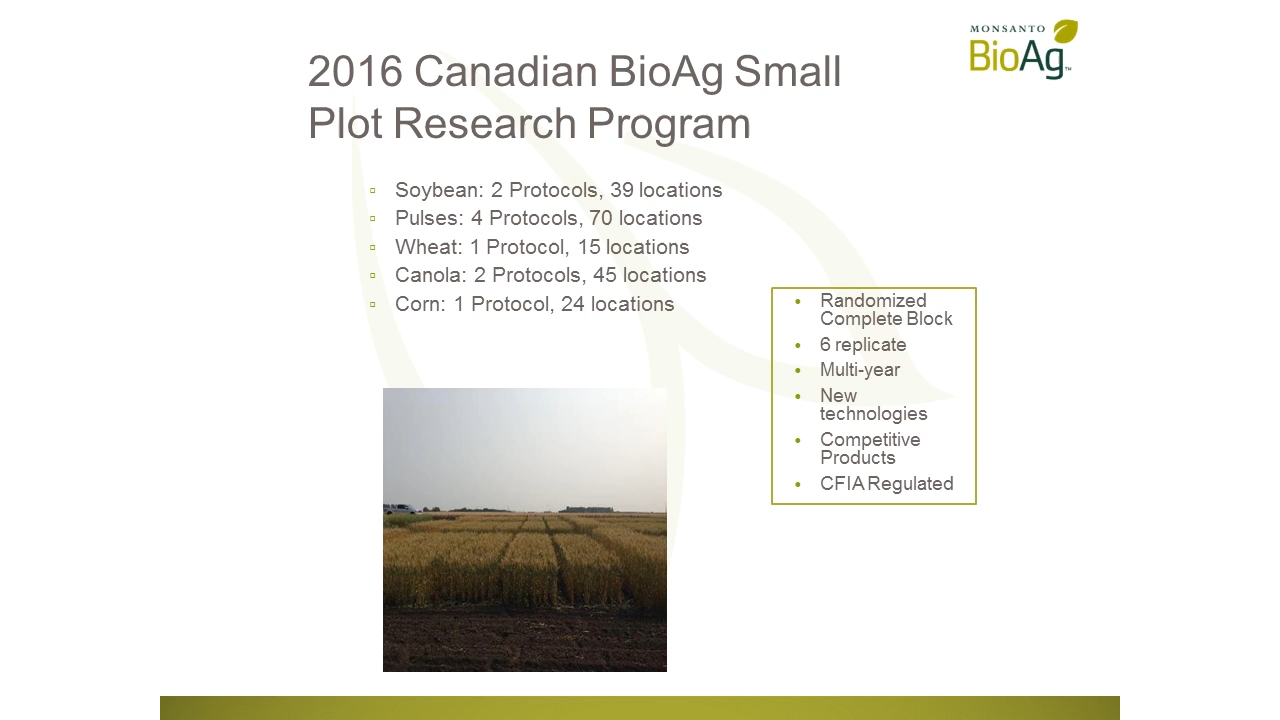 MONSANTO
BioAg™
2016 Canadian BioAg Small
Plot Research Program
▫ Soybean: 2 Protocols, 39 locations
▫ Pulses: 4 Protocols, 70 locations
▫ Wheat: 1 Protocol, 15 locations
▫ Canola: 2 Protocols, 45 locations
▫ Corn: 1 Protocol, 24 locations
• Randomized
Complete Block
• 6 replicate
• Multi-year
• New
technologies
• Competitive
Products
• CFIA Regulated